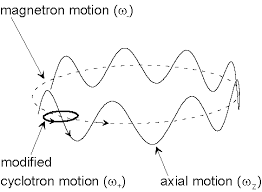 magnetron motion (ω₋)
modified
cyclotron motion (ω₊)
axial motion (ω_z)